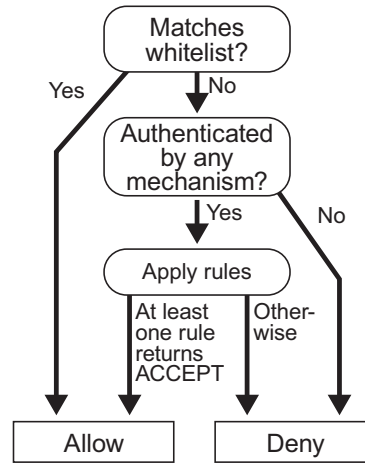 Matches
whitelist?
Yes
No
Authenticated
by any
mechanism?
Yes
No
Apply rules
At least
one rule
returns
ACCEPT
Other-
wise
Allow
Deny